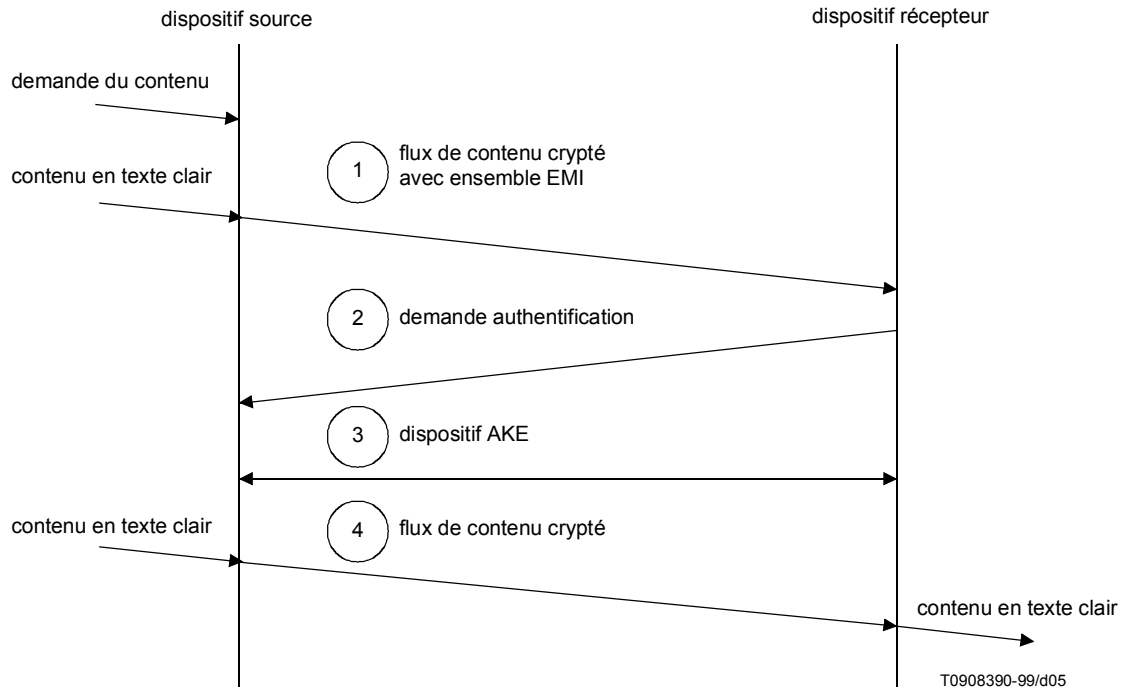 dispositif source
dispositif récepteur
demande du contenu
1
flux de contenu crypté
avec ensemble EMI
contenu en texte clair
2
demande authentification
3
dispositif AKE
4
flux de contenu crypté
contenu en texte clair
contenu en texte clair
T0908390-99/d05